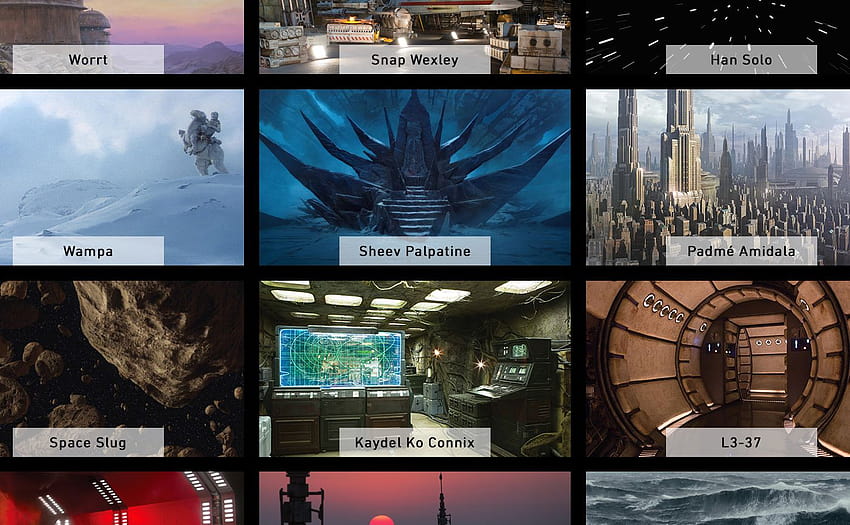 Worrt
Snap Wexley
Han Solo
Wampa
Sheev Palpatine
Padmé Amidala
Space Slug
Kaydel Ko Connix
L3-37